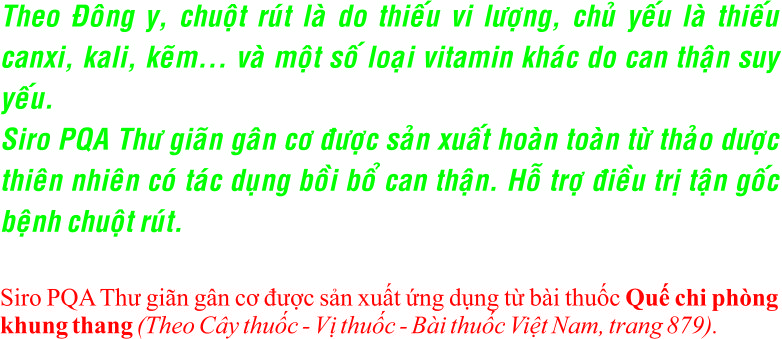 Theo Đông y, chuột rút là do thiếu vi lượng, chủ yếu là thiếu
canxi, kali, kẽm... và một số loại vitamin khác do can thận suy
yếu.
Siro PQA Thư giãn gân cơ được sản xuất hoàn toàn từ thảo dược
thiên nhiên có tác dụng bồi bổ can thận. Hỗ trợ điều trị tận gốc
bệnh chuột rút.
Siro PQA Thư giãn gân cơ được sản xuất ứng dụng từ bài thuốc Quế chi phòng
khung thang (Theo Cây thuốc - Vị thuốc - Bài thuốc Việt Nam, trang 879).